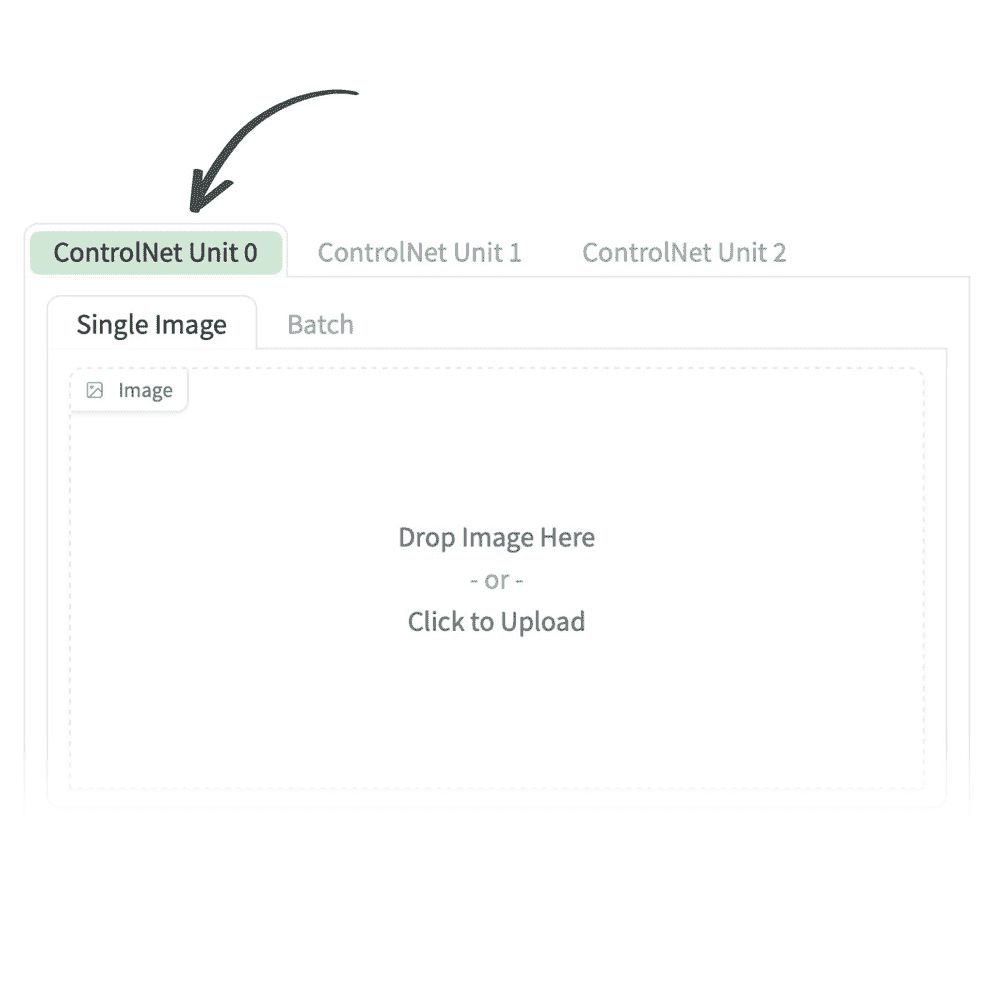 ControlNet Unit 0 ControlNet Unit 1 ControlNet Unit 2
Single Image Batch
Image
Drop Image Here
- or -
Click to Upload